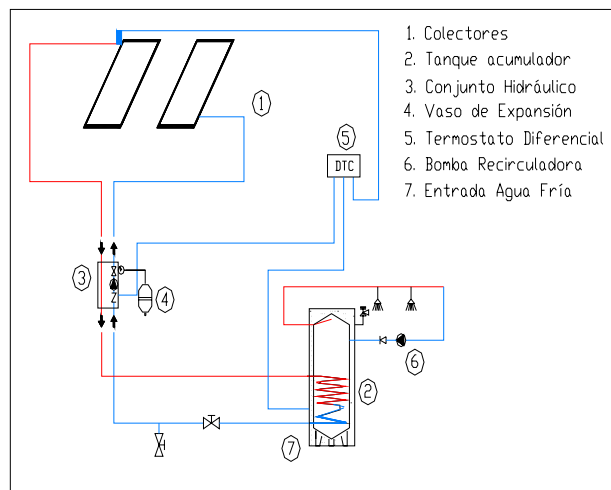 1. Colectores
2. Tanque acumulador
3. Conjunto Hidráulico
4. Vaso de Expansión
5. Termostato Diferencial
6. Bomba Recirculadora
7. Entrada Agua Fría
1
5
DTC
3
4
6
2
7